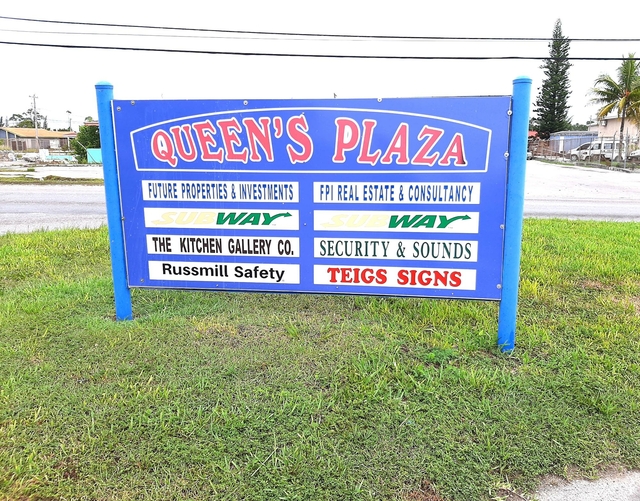 QUEEN'S PLAZA
FUTURE PROPERTIES & INVESTMENTS
FPI REAL ESTATE & CONSULTANCY
SUBWAY
SUBWAY
THE KITCHEN GALLERY CO.
SECURITY & SOUNDS
Russmill Safety
TEIGS SIGNS